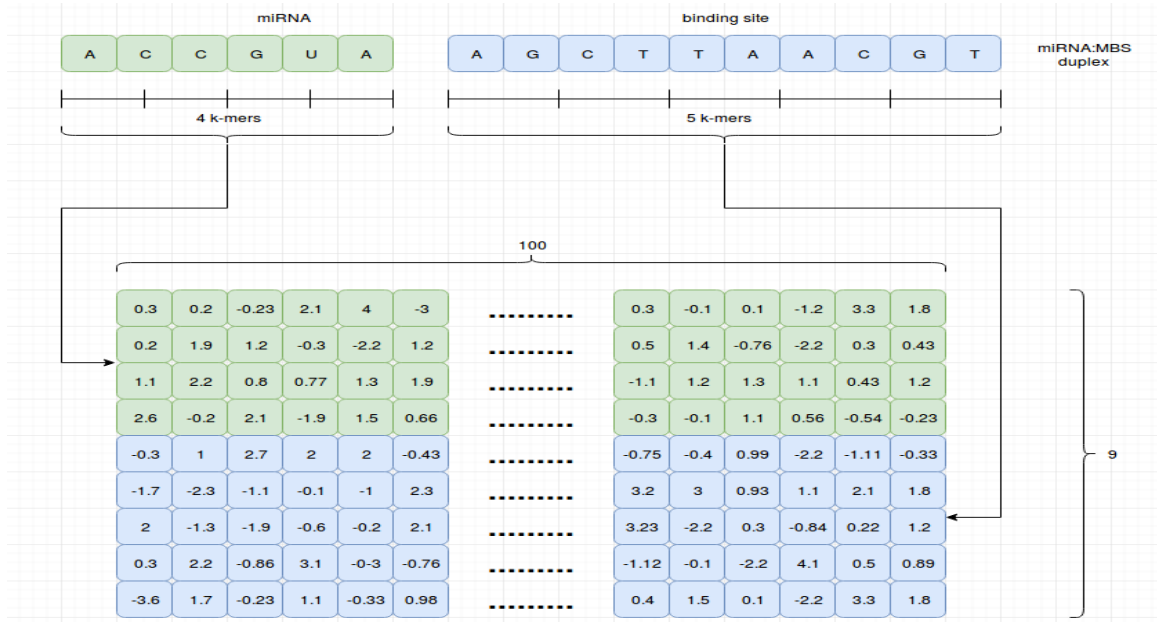 miRNA binding site
A C C G U A A G C T T A A C G T miRNA:MBS
duplex
4 k-mers 5 k-mers
100
0.3 0.2 -0.23 2.1 4 -3 ......... 0.3 -0.1 0.1 -1.2 3.3 1.8
0.2 1.9 1.2 -0.3 -2.2 1.2 ......... 0.5 1.4 -0.76 -2.2 0.3 0.43
1.1 2.2 0.8 0.77 1.3 1.9 ......... -1.1 1.2 1.3 1.1 0.43 1.2
2.6 -0.2 2.1 -1.9 1.5 0.66 ......... -0.3 -0.1 1.1 0.56 -0.54 -0.23
-0.3 1 2.7 2 2 -0.43 ......... -0.75 -0.4 0.99 -2.2 -1.11 -0.33 9
-1.7 -2.3 -1.1 -0.1 -1 2.3 ......... 3.2 3 0.93 1.1 2.1 1.8
2 -1.3 -1.9 -0.6 -0.2 2.1 ......... 3.23 -2.2 0.3 -0.84 0.22 1.2
0.3 2.2 -0.86 3.1 -0-3 -0.76 ......... -1.12 -0.1 -2.2 4.1 0.5 0.89
-3.6 1.7 -0.23 1.1 -0.33 0.98 ......... 0.4 1.5 0.1 -2.2 3.3 1.8